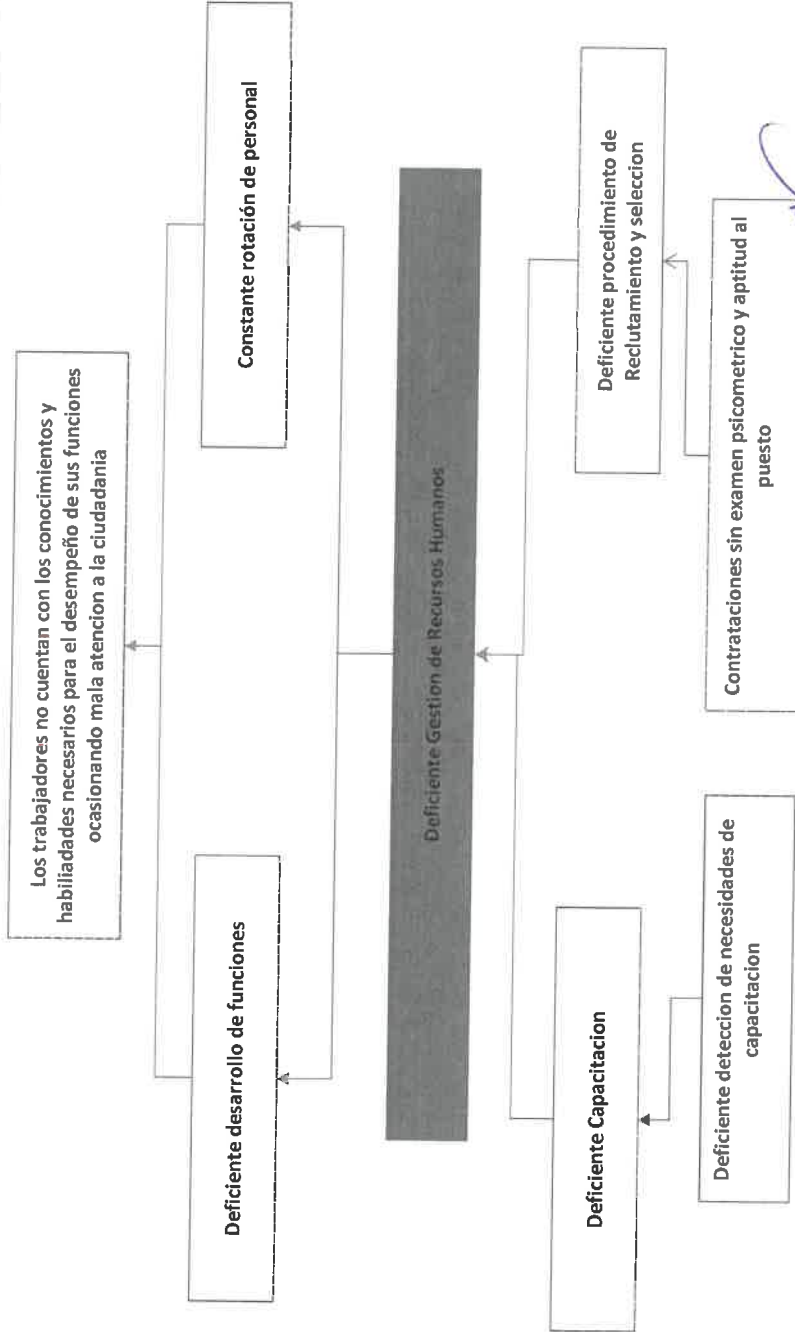 Los trabajadores no cuentan con los conocimientos y
habiliadades necesarios para el desempeño de sus funciones
ocasionando mala atencion a la ciudadania
Deficiente desarrollo de funciones
Constante rotación de personal
Deficiente Gestion de Recursos Humanos
Deficiente Capacitacion
Deficiente procedimiento de
Reclutamiento y seleccion
Deficiente deteccion de necesidades de
capacitacion
Contrataciones sin examen psicometrico y aptitud al
puesto